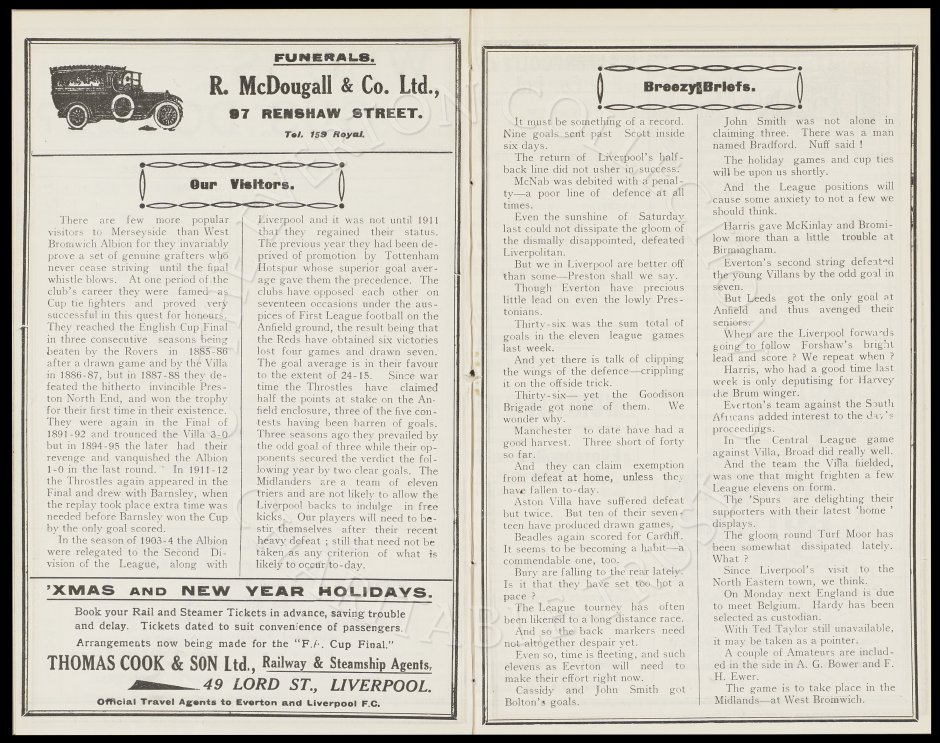 FUNERALS.
R. McDougall & Co. Ltd.,
97 RENSHAW STREET.
Tel. 159 Royal.
Our Visitors.
There are few more popular
visitors to Merseyside than West
Bromwich Albion for they invariably
prove a set of genuine grafters who
never cease striving until the final
whistle blows. At one period of the
club's career they were famed as
Cup tie fighters and proved very
successful in this quest for honours.
They reached the English Cup Final
in three consecutive seasons being
beaten by the Rovers in 1885-86
after a drawn game and by the Villa
in 1886-87, but in 1887-88 they de-
feated the hitherto invincible Pres-
ton North End, and won the trophy
for their first time in their existence.
They were again in the Final of
1891-92 and trounced the Villa 3-0
but in 1894-95 the later had their
revenge and vanquished the Albion
1-0 in the last round. In 1911-12
the Throstles again appeared in the
Final and drew with Barnsley, when
the replay took place extra time was
needed before Barnsley won the Cup
by the only goal scored.
In the season of 1903-4 the Albion
were relegated to the Second Di-
vision of the League, along with
Liverpool and it was not until 1911
that they regained their status.
The previous year they had been de-
prived of promotion by Tottenham
Hotspur whose superior goal aver-
age gave them the precedence. The
clubs have opposed each other on
seventeen occasions under the aus-
pices of First League football on the
Anfield ground, the result being that
the Reds have obtained six victories
lost four games and drawn seven.
The goal average is in their favour
to the extent of 24-15. Since war
time the Throstles have claimed
half the points at stake on the An-
field enclosure, three of the five con-
tests having been barren of goals.
Three seasons ago they prevailed by
the odd goal of three while their op-
ponents secured the verdict the fol-
lowing year by two clear goals. The
Midlanders are a team of eleven
triers and are not likely to allow the
Liverpool backs to indulge in free
kicks. Our players will need to be-
stir themselves after their recent
heavy defeat ; still that need not be
taken as any criterion of what is
likely to occur to-day.
'XMAS AND NEW YEAR HOLIDAYS.
Book your Rail and Steamer Tickets in advance, saving trouble
and delay. Tickets dated to suit convenience of passengers.
Arrangements now being made for the "F.A. Cup Final."
THOMAS COOK & SON Ltd., Railway & Steamship Agents,
49 LORD ST., LIVERPOOL.
Official Travel Agents to Everton and Liverpool F.C.
Breezy Briefs.
It must be something of a record.
Nine goals sent past Scott inside
six days.
The return of Liverpool's half-
back line did not usher in success.
McNab was debited with a penal-
ty—a poor line of defence at all
times.
Even the sunshine of Saturday
last could not dissipate the gloom of
the dismally disappointed, defeated
Liverpolitan.
But we in Liverpool are better off
than some—Preston shall we say.
Though Everton have precious
little lead on even the lowly Pres-
tonians.
Thirty-six was the sum total of
goals in the eleven league games
last week.
And yet there is talk of clipping
the wings of the defence—crippling
it on the offside trick.
Thirty-six— yet the Goodison
Brigade got none of them. We
wonder why.
Manchester to date have had a
good harvest. Three short of forty
so far.
And they can claim exemption
from defeat at home, unless they
have fallen to-day.
Aston Villa have suffered defeat
but twice. But ten of their seven-
teen have produced drawn games,
Beadles again scored for Cardiff.
It seems to be becoming a habit—a
commendable one, too.
Bury are falling to the rear lately.
Is it that they have set too hot a
pace ?
The League tourney has often
been likened to a long distance race.
And so the back markers need
not altogether despair yet.
Even so, time is fleeting, and such
elevens as Eevrton will need to
make their effort right now.
Cassidy and John Smith got
Bolton's goals.
John Smith was not alone in
claiming three. There was a man
named Bradford. Nuff said !
The holiday games and cup ties
will be upon us shortly.
And the League positions will
cause some anxiety to not a few we
should think.
Harris gave McKinlay and Bromi-
low more than a little trouble at
Birmingham.
Everton's second string defeated
the young Villans by the odd goal in
seven.
But Leeds got the only goal at
Anfield and thus avenged their
seniors.
When are the Liverpool forwards
going to follow Forshaw's bright
lead and score ? We repeat when ?
Harris, who had a good time last
week is only deputising for Harvey
the Brum winger.
Everton's team against the South
Africans added interest to the day's
proceedings.
In the Central League game
against Villa, Broad did really well.
And the team the Villa fielded,
was one that might frighten a few
League elevens on form.
The 'Spurs are delighting their
supporters with their latest 'home'
displays.
The gloom round Turf Moor has
been somewhat dissipated lately.
What ?
Since Liverpool's visit to the
North Eastern town, we think.
On Monday next England is due
to meet Belgium. Hardy has been
selected as custodian.
With Ted Taylor still unavailable,
it may be taken as a pointer.
A couple of Amateurs are includ-
ed in the side in A. G. Bower and F.
H. Ewer.
The game is to take place in the
Midlands—at West Bromwich.